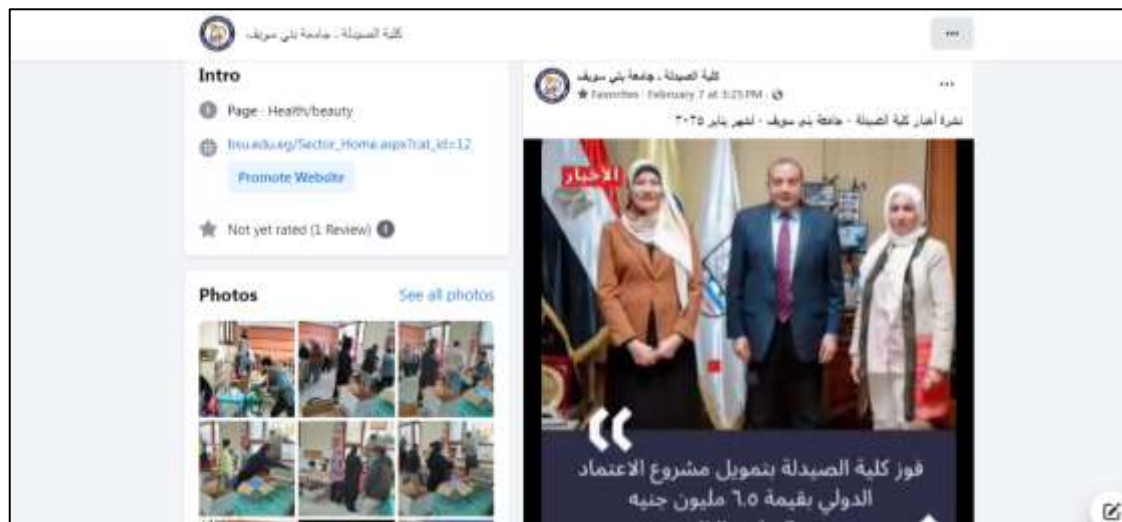 كلية الصيدلة ـ جامعة بني سويف
Intro
Page · Health/beauty
bsu.edu.eg/Sector_Home.aspx?cat_id=12
Promote Website
Not yet rated (1 Review)
Photos
See all photos
كلية الصيدلة ـ جامعة بني سويف
Favorites · February 7 at 3:25 PM ·
نشرة أخبار كلية الصيدلة - جامعة بني سويف - لشهر يناير ٢٠٢٥
الأخبار
فوز كلية الصيدلة بتمويل مشروع الاعتماد
الدولي بقيمة ٦.٥ مليون جنيه